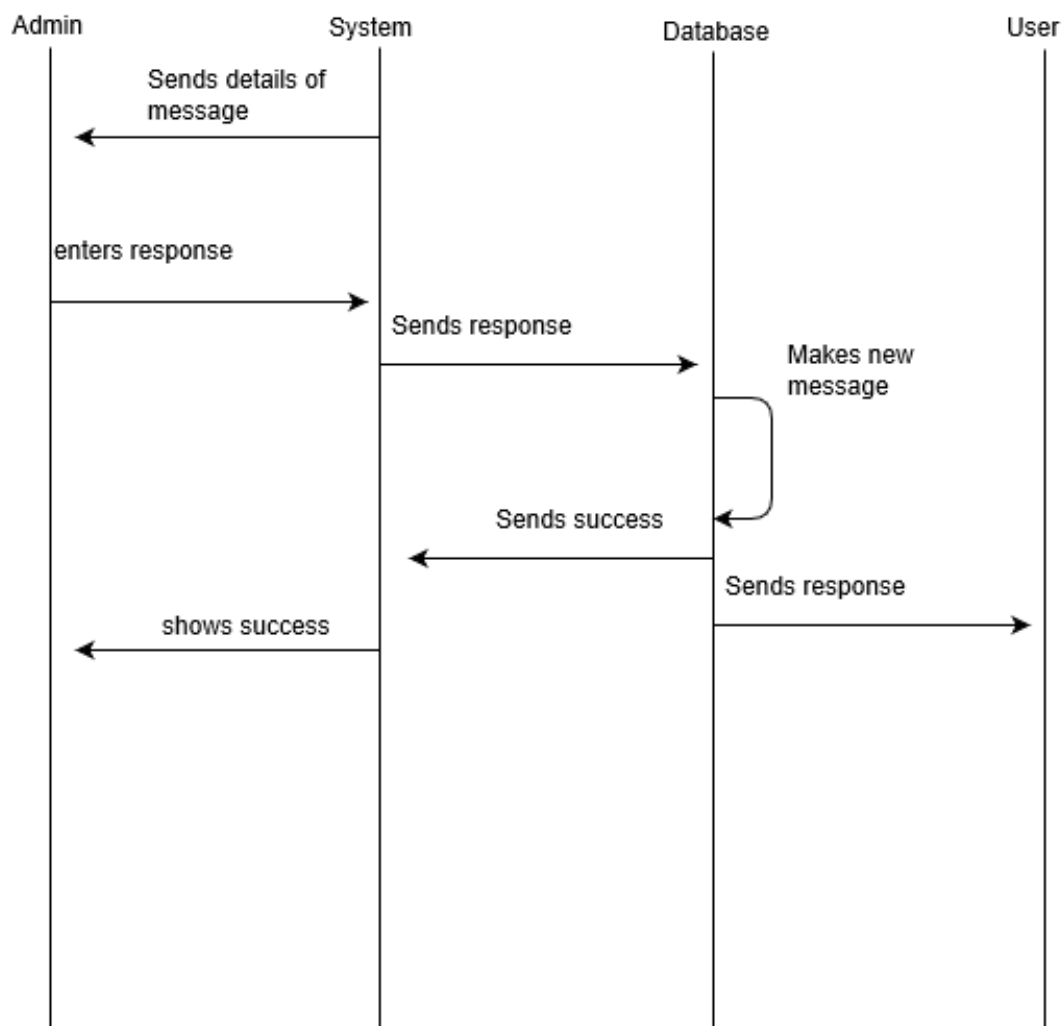 Admin
System
Database
User
Sends details of
message
enters response
Sends response
Makes new
message
Sends success
Sends response
shows success